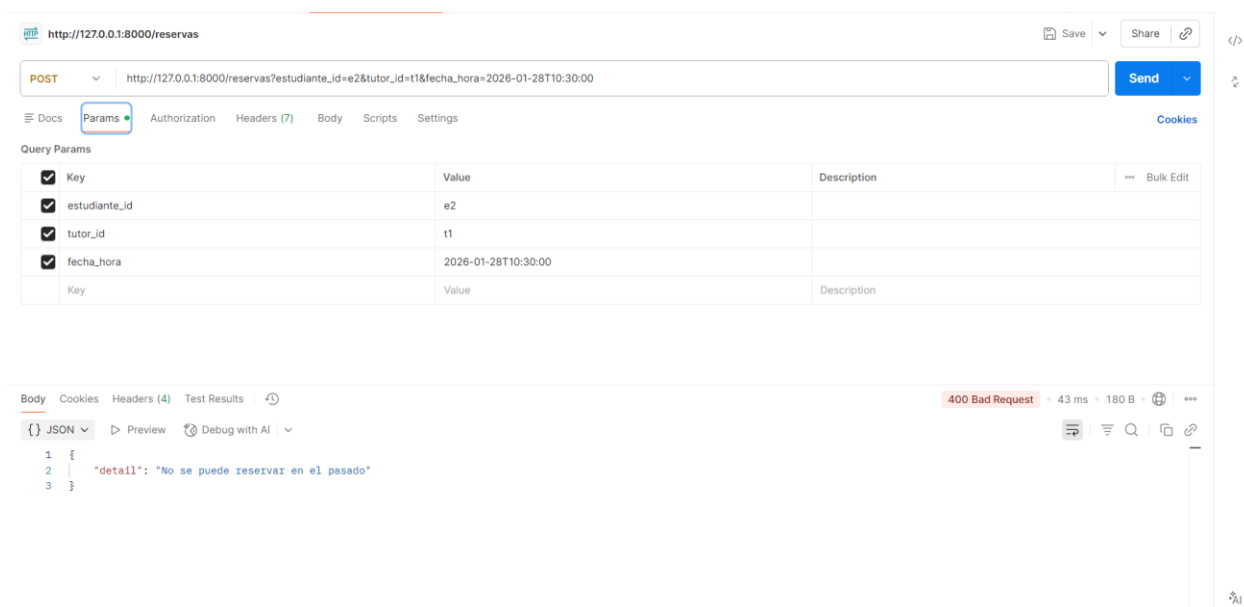 HTTP http://127.0.0.1:8000/reservas Save Share
POST http://127.0.0.1:8000/reservas?estudiante_id=e2&tutor_id=t1&fecha_hora=2026-01-28T10:30:00 Send
Docs Params Authorization Headers (7) Body Scripts Settings Cookies
Query Params
Key Value Description Bulk Edit
estudiante_id e2
tutor_id t1
fecha_hora 2026-01-28T10:30:00
Key Value Description
Body Cookies Headers (4) Test Results 400 Bad Request 43 ms 180 B
{} JSON Preview Debug with AI
1 {
2 "detail": "No se puede reservar en el pasado"
3 }
AI